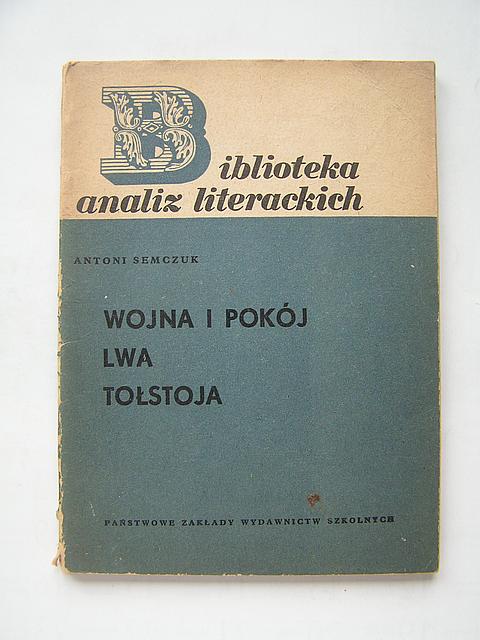 Biblioteka
analiz literackich
ANTONI SEMCZUK
WOJNA I POKÓJ
LWA
TOŁSTOJA
PAŃSTWOWE ZAKŁADY WYDAWNICTW SZKOLNYCH